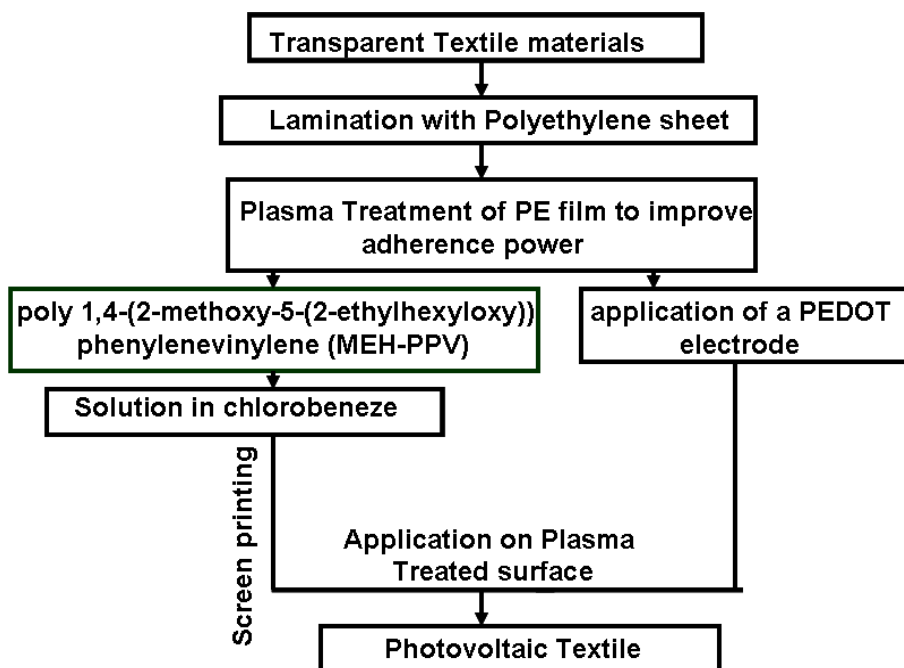 Transparent Textile materials
Lamination with Polyethylene sheet
Plasma Treatment of PE film to improve
adherence power
poly 1,4-(2-methoxy-5-(2-ethylhexyloxy))
phenylenevinylene (MEH-PPV)
application of a PEDOT
electrode
Solution in chlorobeneze
Screen printing
Application on Plasma
Treated surface
Photovoltaic Textile